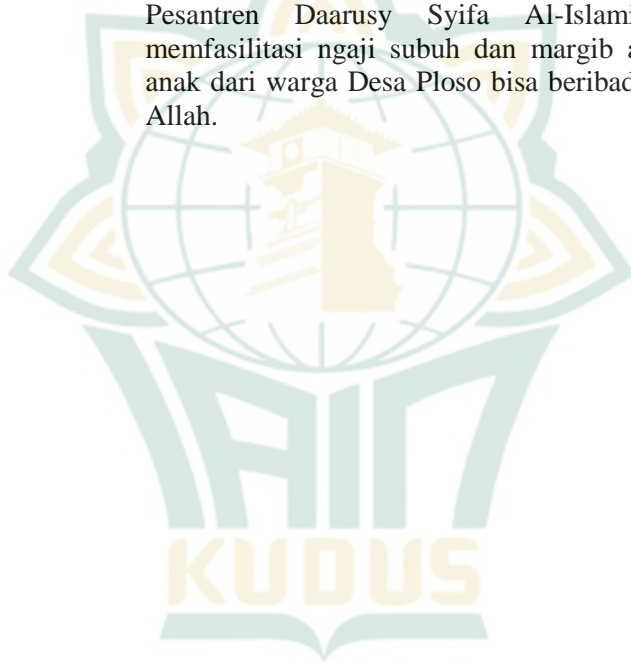 Pesantren Daarusy Syifa Al-Islami
memfasilitasi ngaji subuh dan margib a
anak dari warga Desa Ploso bisa beribad
Allah.
IAIN
KUDUS